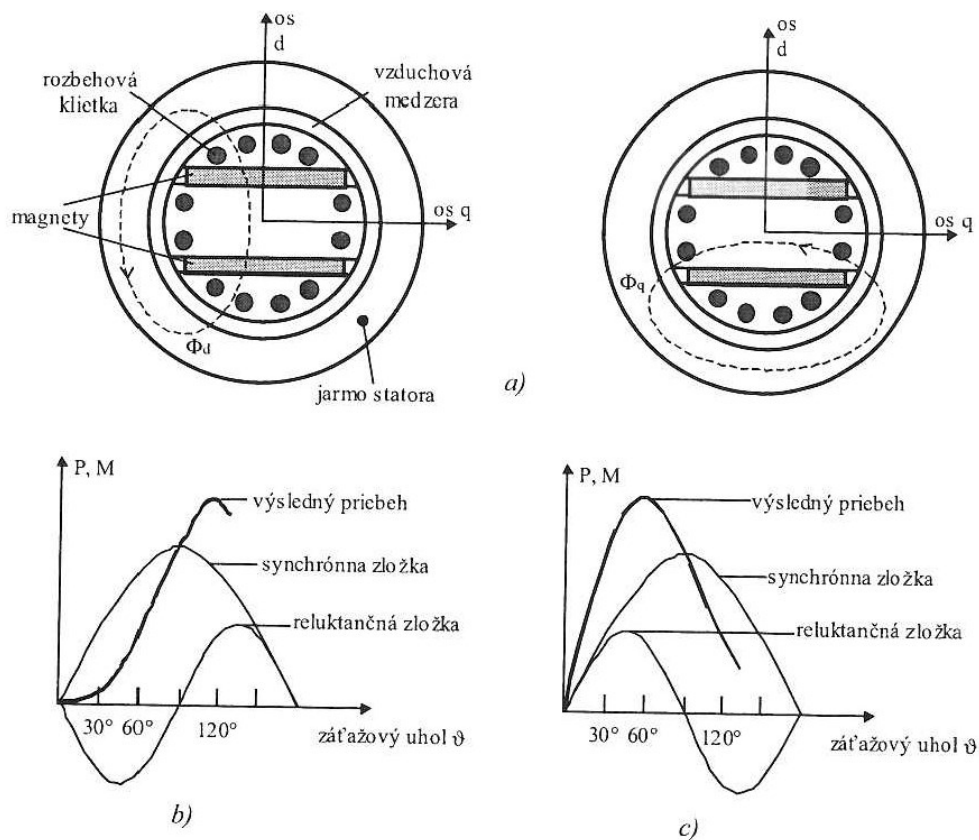 os
d
rozbehová
klietka
vzduchová
medzera
magnety
os q
Φd
jarmo statora
a)
os
d
os q
Φq
P, M
výsledný priebeh
synchrónna zložka
reluktančná zložka
30° 60° 120°
záťažový uhol ϑ
b)
P, M
výsledný priebeh
synchrónna zložka
reluktančná zložka
30° 60° 120°
záťažový uhol ϑ
c)